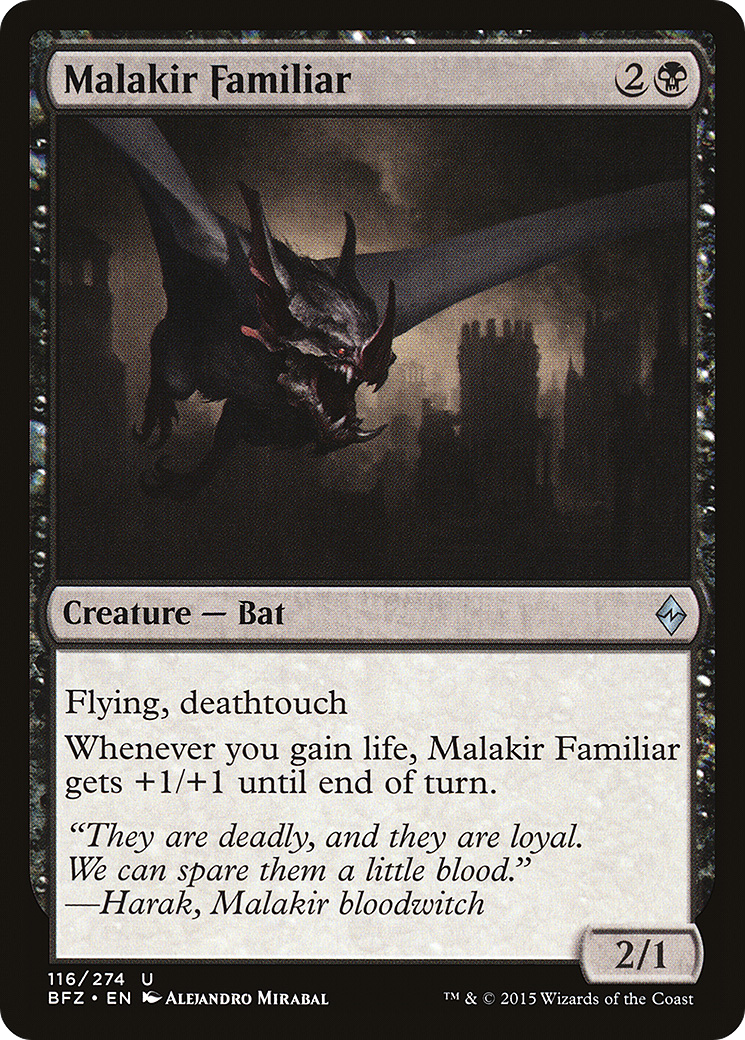 Malakir Familiar 2
Creature — Bat
Flying, deathtouch
Whenever you gain life, Malakir Familiar
gets +1/+1 until end of turn.
“They are deadly, and they are loyal.
We can spare them a little blood.”
—Harak, Malakir bloodwitch
2/1
116/274 U
BFZ • EN Alejandro Mirabal
™ & © 2015 Wizards of the Coast